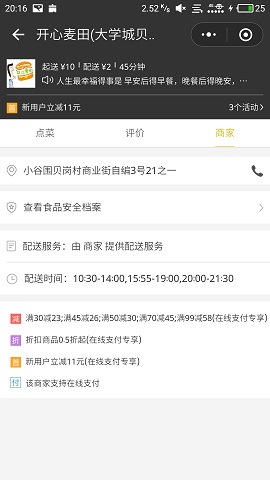 20:16
2.52 K/s
25
开心麦田(大学城贝..
起送 ¥10 | 配送 ¥2 | 45分钟
人生最幸福得事是 早安后得早餐，晚餐后得晚安，…
首 新用户立减11元 3个活动>
点菜 评价 商家
小谷围贝岗村商业街自编3号21之一
查看食品安全档案
配送服务：由 商家 提供配送服务
配送时间：10:30-14:00,15:55-19:00,20:00-21:30
减 满30减23;满45减26;满50减30;满70减45;满99减58(在线支付专享)
折 折扣商品0.5折起(在线支付专享)
首 新用户立减11元(在线支付专享)
付 该商家支持在线支付